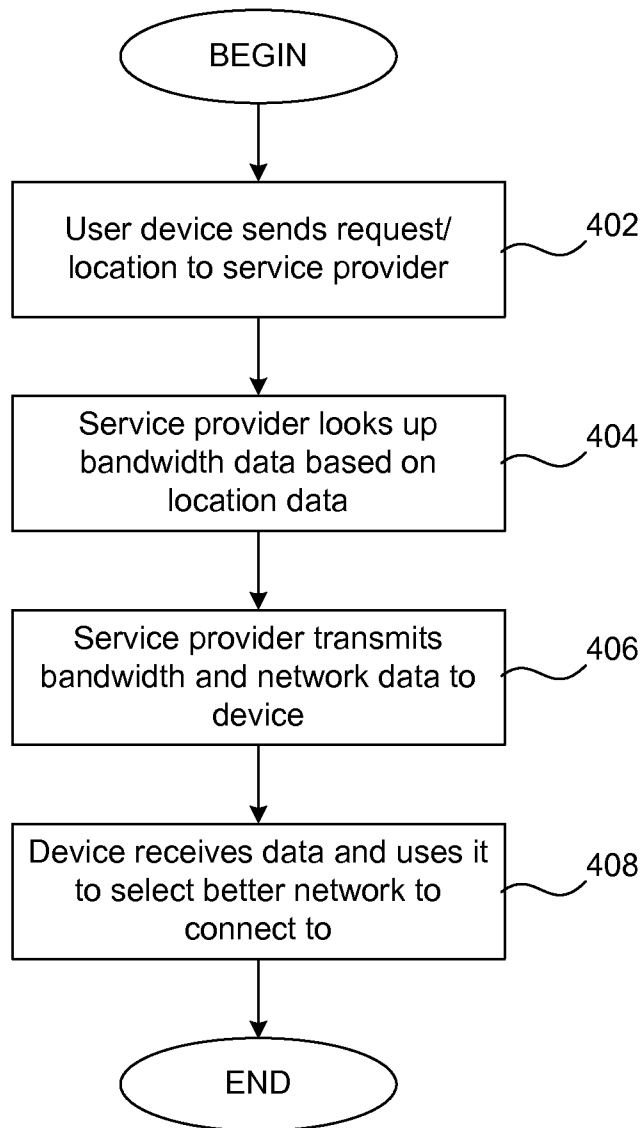 BEGIN
User device sends request/
location to service provider
402
Service provider looks up
bandwidth data based on
location data
404
Service provider transmits
bandwidth and network data to
device
406
Device receives data and uses it
to select better network to
connect to
408
END